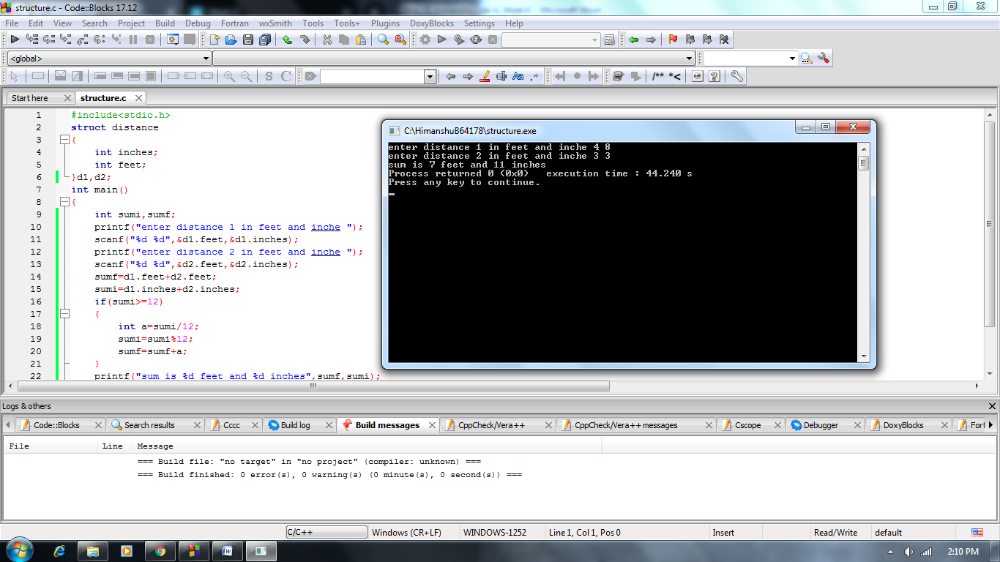 structure.c - Code::Blocks 17.12
File Edit View Search Project Build Debug Fortran wxSmith Tools Tools+ Plugins DoxyBlocks Settings Help
<global>
S C /** *<
Start here structure.c
1 #include<stdio.h>
2 struct distance
3 {
4 int inches;
5 int feet;
6 }d1,d2;
7 int main()
8 {
9 int sumi,sumf;
10 printf("enter distance 1 in feet and inche ");
11 scanf("%d %d",&d1.feet,&d1.inches);
12 printf("enter distance 2 in feet and inche ");
13 scanf("%d %d",&d2.feet,&d2.inches);
14 sumf=d1.feet+d2.feet;
15 sumi=d1.inches+d2.inches;
16 if(sumi>=12)
17 {
18 int a=sumi/12;
19 sumi=sumi%12;
20 sumf=sumf+a;
21 }
22 printf("sum is %d feet and %d inches",sumf,sumi);
C:\HimanshuB64178\structure.exe
enter distance 1 in feet and inche 4 8
enter distance 2 in feet and inche 3 3
sum is 7 feet and 11 inches
Process returned 0 (0x0) execution time : 44.240 s
Press any key to continue.
Logs & others
Code::Blocks Search results Cccc Build log Build messages CppCheck/Vera++ CppCheck/Vera++ messages Cscope Debugger DoxyBlocks Fort
File Line Message
=== Build file: "no target" in "no project" (compiler: unknown) ===
=== Build finished: 0 error(s), 0 warning(s) (0 minute(s), 0 second(s)) ===
C/C++ Windows (CR+LF) WINDOWS-1252 Line 1, Col 1, Pos 0 Insert Read/Write default
2:10 PM